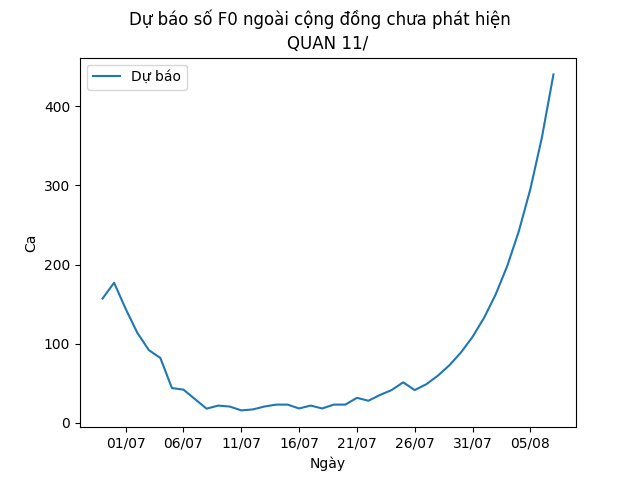 Dự báo số F0 ngoài cộng đồng chưa phát hiện
QUAN 11/
Dự báo
Ca
400
300
200
100
0
01/07 06/07 11/07 16/07 21/07 26/07 31/07 05/08
Ngày